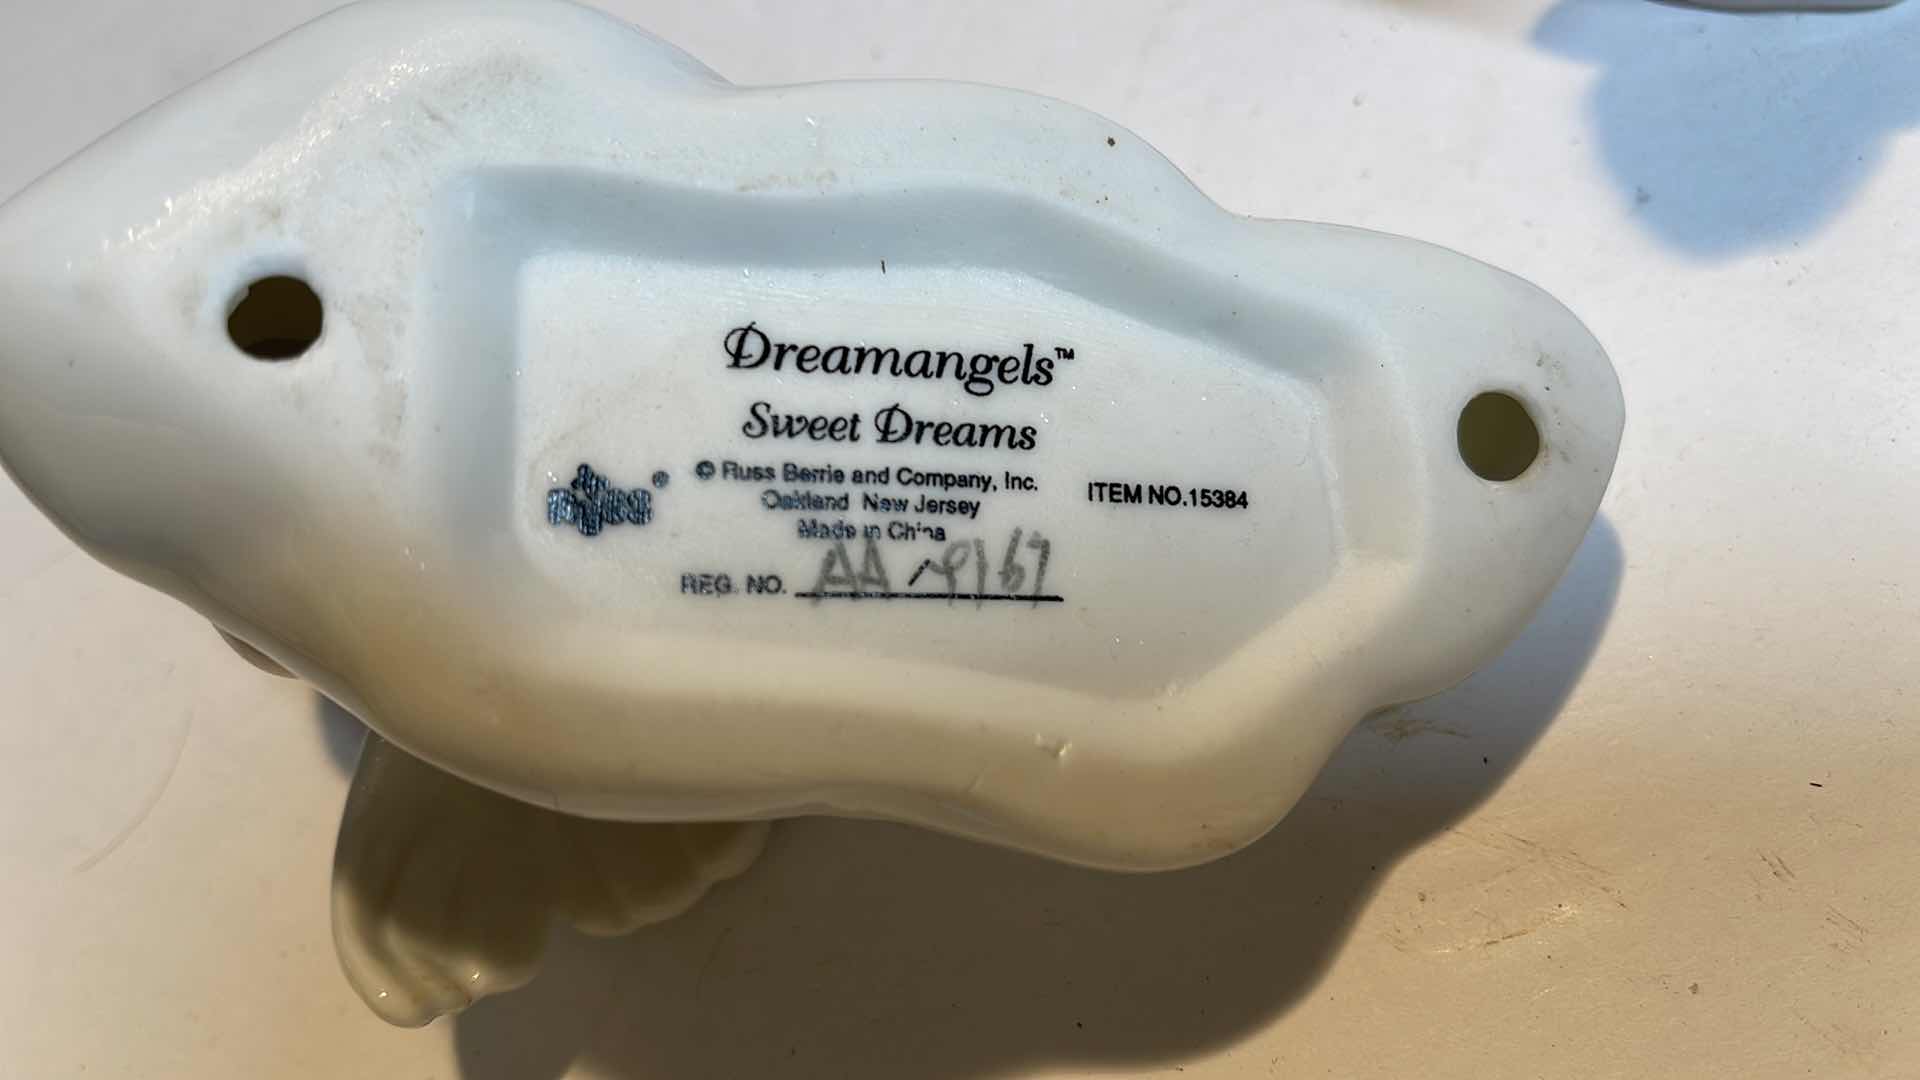 Dreamangels™
Sweet Dreams
RUSS®
© Russ Berrie and Company, Inc.
Oakland New Jersey
Made in China
ITEM NO.15384
REG. NO. AA-9167